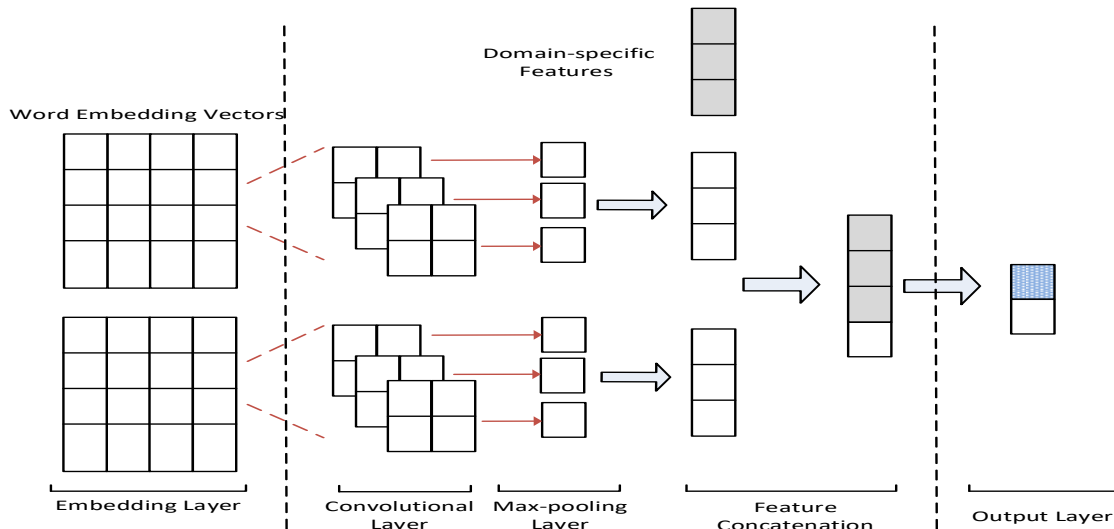 Domain-specific
Features
Word Embedding Vectors
Embedding Layer
Convolutional
Layer
Max-pooling
Layer
Feature
Concatenation
Output Layer